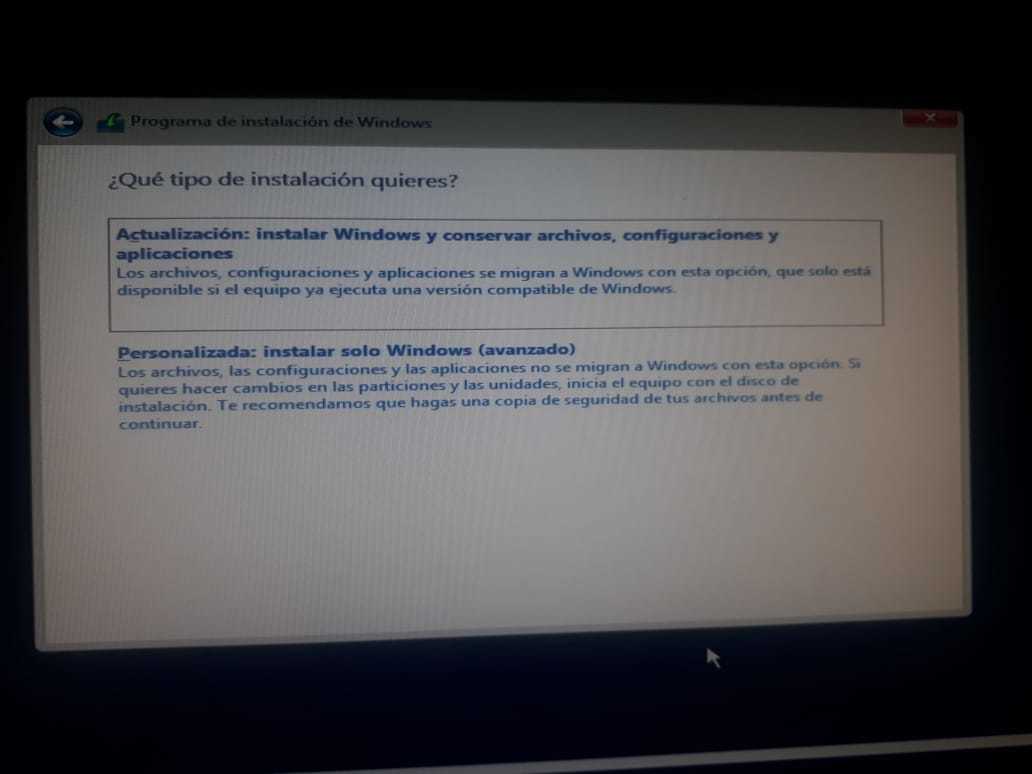 Programa de instalación de Windows
¿Qué tipo de instalación quieres?
Actualización: instalar Windows y conservar archivos, configuraciones y
aplicaciones
Los archivos, configuraciones y aplicaciones se migran a Windows con esta opción, que solo está
disponible si el equipo ya ejecuta una versión compatible de Windows.
Personalizada: instalar solo Windows (avanzado)
Los archivos, las configuraciones y las aplicaciones no se migran a Windows con esta opción. Si
quieres hacer cambios en las particiones y las unidades, inicia el equipo con el disco de
instalación. Te recomendamos que hagas una copia de seguridad de tus archivos antes de
continuar.